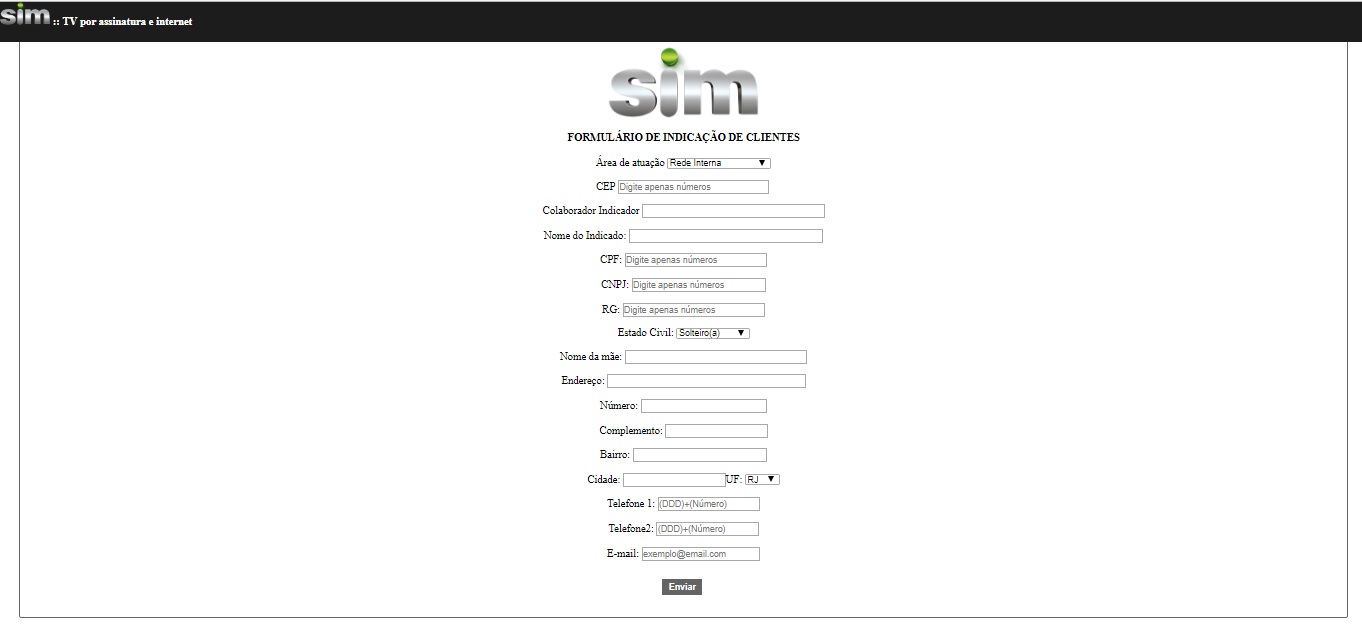 sim :: TV por assinatura e internet
sim
FORMULÁRIO DE INDICAÇÃO DE CLIENTES
Área de atuação Rede Interna
CEP Digite apenas números
Colaborador Indicador
Nome do Indicado:
CPF: Digite apenas números
CNPJ: Digite apenas números
RG: Digite apenas números
Estado Civil: Solteiro(a)
Nome da mãe:
Endereço:
Número:
Complemento:
Bairro:
Cidade: UF: RJ
Telefone 1: (DDD)+(Número)
Telefone2: (DDD)+(Número)
E-mail: exemplo@email.com
Enviar